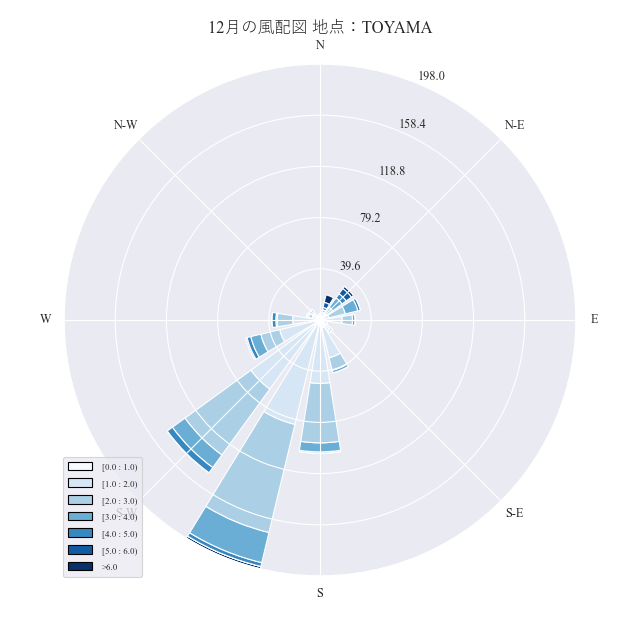 12月の風配図 地点：TOYAMA
N
198.0
N-W
N-E
158.4
118.8
79.2
39.6
W
E
[0.0 : 1.0)
[1.0 : 2.0)
[2.0 : 3.0)
S-W
[3.0 : 4.0)
S-E
[4.0 : 5.0)
[5.0 : 6.0)
>6.0
S